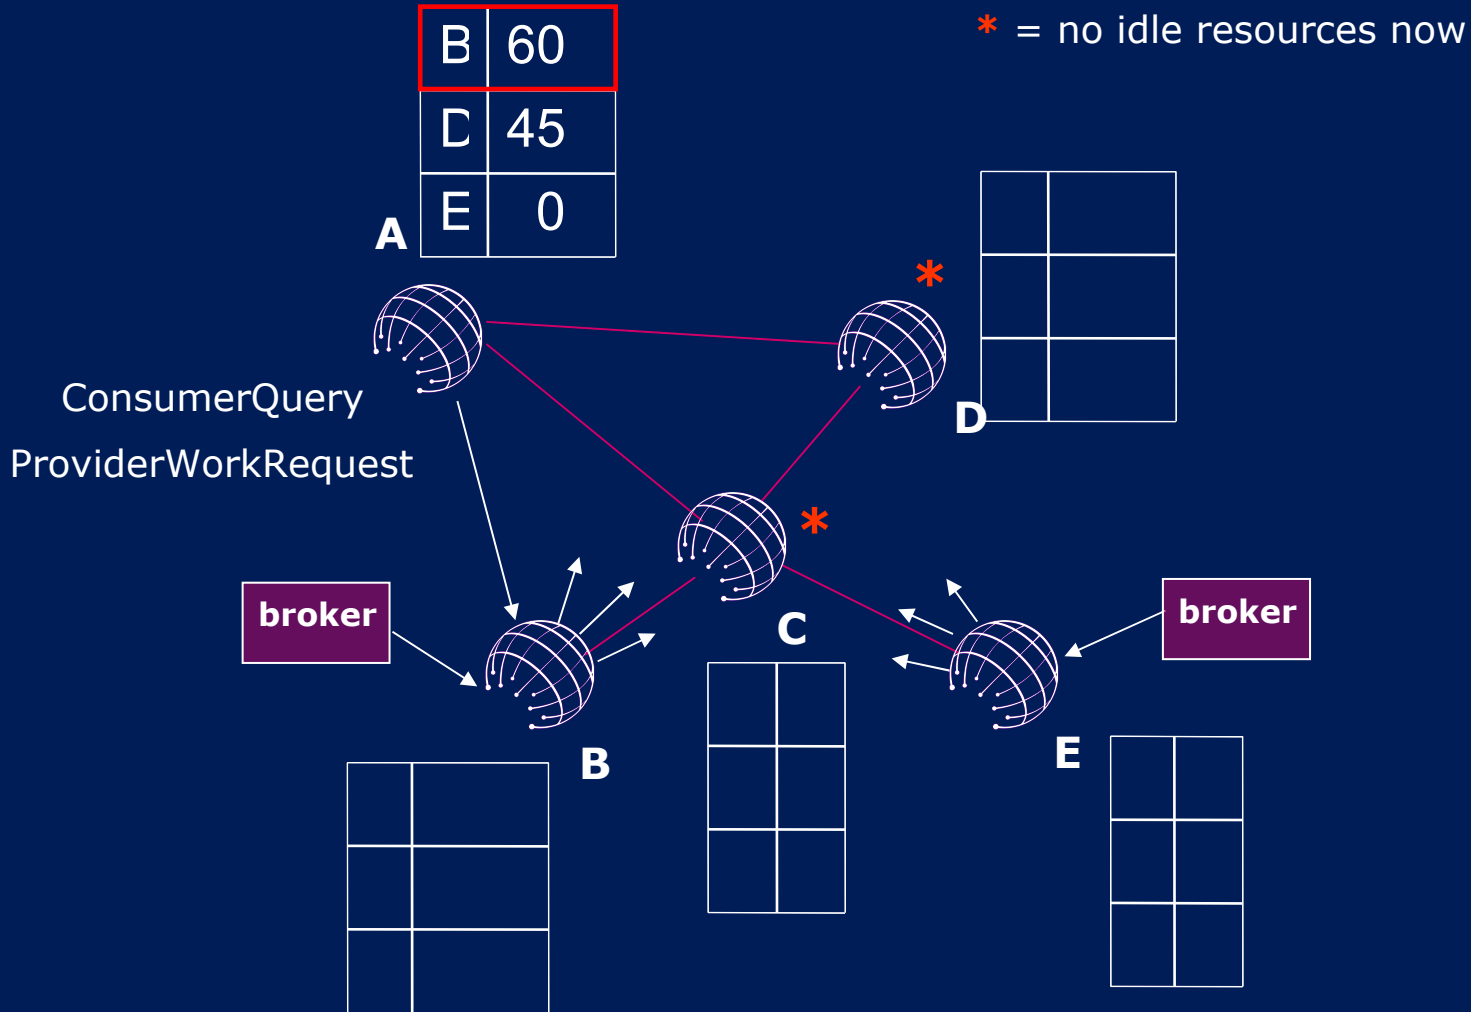 * = no idle resources now
B 60
D 45
E 0
A
*
D
ConsumerQuery
ProviderWorkRequest
*
C
broker
broker
B
E